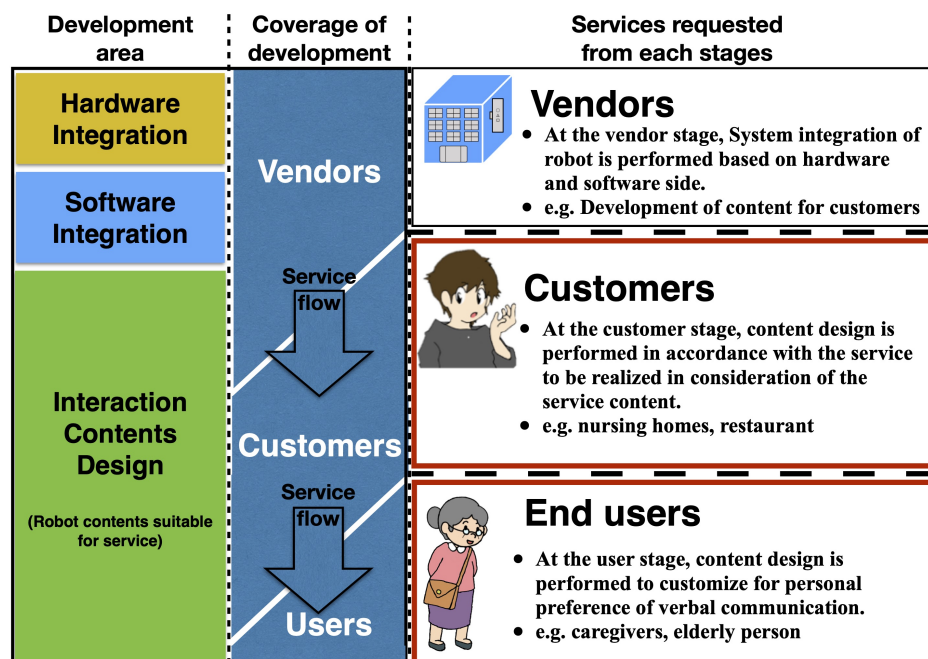 Development
area
Coverage of
development
Services requested
from each stages
Hardware
Integration
Software
Integration
Interaction
Contents
Design
(Robot contents suitable
for service)
Vendors
Service
flow
Customers
Service
flow
Users
Vendors
• At the vendor stage, System integration of
robot is performed based on hardware
and software side.
• e.g. Development of content for customers
Customers
• At the customer stage, content design is
performed in accordance with the service
to be realized in consideration of the
service content.
• e.g. nursing homes, restaurant
End users
• At the user stage, content design is
performed to customize for personal
preference of verbal communication.
• e.g. caregivers, elderly person